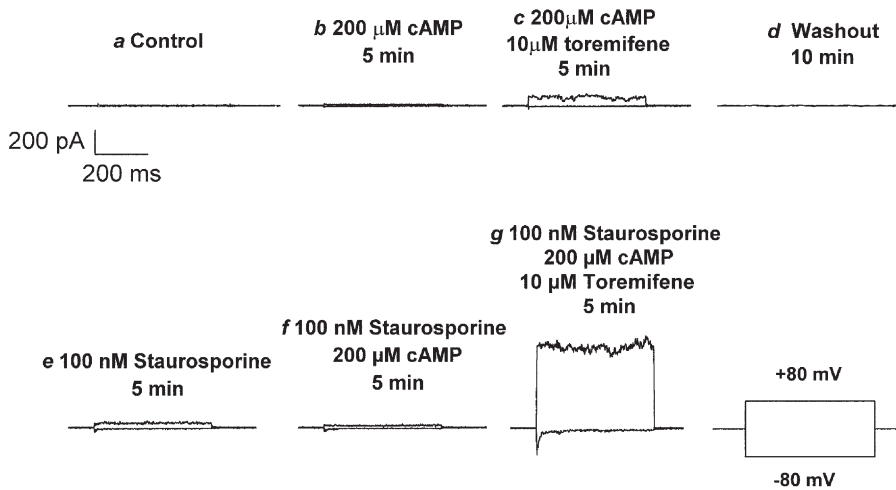 a Control
b 200 μM cAMP
5 min
c 200μM cAMP
10μM toremifene
5 min
d Washout
10 min
200 pA
200 ms
e 100 nM Staurosporine
5 min
f 100 nM Staurosporine
200 μM cAMP
5 min
g 100 nM Staurosporine
200 μM cAMP
10 μM Toremifene
5 min
+80 mV
-80 mV